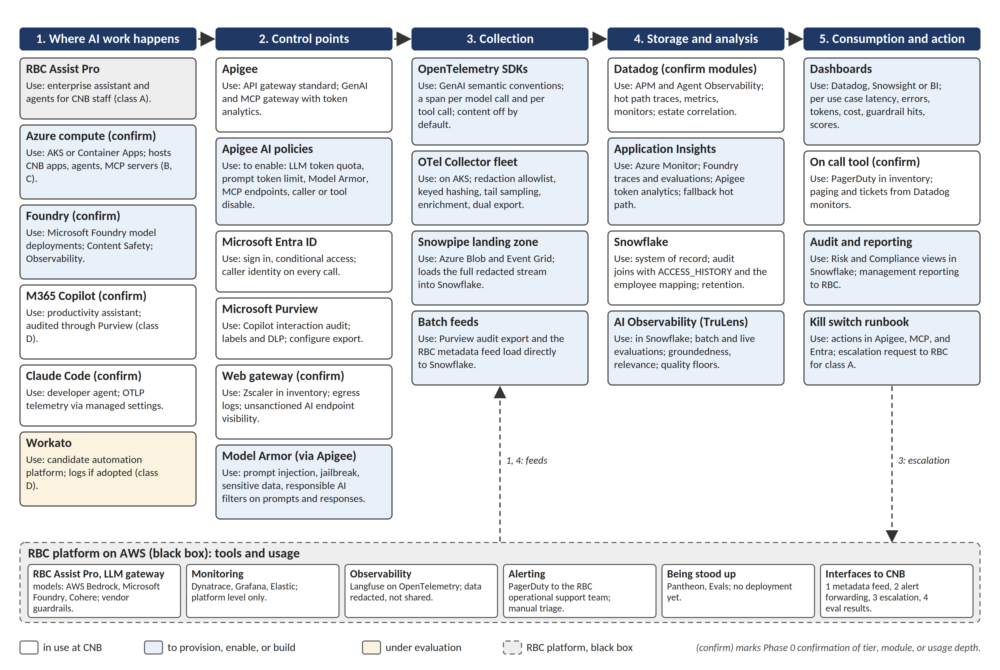 1. Where AI work happens
2. Control points
3. Collection
4. Storage and analysis
5. Consumption and action
RBC Assist Pro
Use: enterprise assistant and
agents for CNB staff (class A).
Azure compute (confirm)
Use: AKS or Container Apps; hosts
CNB apps, agents, MCP servers (B,
C).
Foundry (confirm)
Use: Microsoft Foundry model
deployments; Content Safety;
Observability.
M365 Copilot (confirm)
Use: productivity assistant;
audited through Purview (class
D).
Claude Code (confirm)
Use: developer agent; OTLP
telemetry via managed settings.
Workato
Use: candidate automation
platform; logs if adopted (class
D).
Apigee
Use: API gateway standard; GenAI
and MCP gateway with token
analytics.
Apigee AI policies
Use: to enable: LLM token quota,
prompt token limit, Model Armor,
MCP endpoints, caller or tool
disable.
Microsoft Entra ID
Use: sign in, conditional access;
caller identity on every call.
Microsoft Purview
Use: Copilot interaction audit;
labels and DLP; configure export.
Web gateway (confirm)
Use: Zscaler in inventory; egress
logs; unsanctioned AI endpoint
visibility.
Model Armor (via Apigee)
Use: prompt injection, jailbreak,
sensitive data, responsible AI
filters on prompts and responses.
OpenTelemetry SDKs
Use: GenAI semantic conventions;
a span per model call and per
tool call; content off by
default.
OTel Collector fleet
Use: on AKS; redaction allowlist,
keyed hashing, tail sampling,
enrichment, dual export.
Snowpipe landing zone
Use: Azure Blob and Event Grid;
loads the full redacted stream
into Snowflake.
Batch feeds
Use: Purview audit export and the
RBC metadata feed load directly
to Snowflake.
1, 4: feeds
Datadog (confirm modules)
Use: APM and Agent Observability;
hot path traces, metrics,
monitors; estate correlation.
Application Insights
Use: Azure Monitor; Foundry
traces and evaluations; Apigee
token analytics; fallback hot
path.
Snowflake
Use: system of record; audit
joins with ACCESS_HISTORY and the
employee mapping; retention.
AI Observability (TruLens)
Use: in Snowflake; batch and live
evaluations; groundedness,
relevance; quality floors.
Dashboards
Use: Datadog, Snowsight or BI;
per use case latency, errors,
tokens, cost, guardrail hits,
scores.
On call tool (confirm)
Use: PagerDuty in inventory;
paging and tickets from Datadog
monitors.
Audit and reporting
Use: Risk and Compliance views in
Snowflake; management reporting
to RBC.
Kill switch runbook
Use: actions in Apigee, MCP, and
Entra; escalation request to RBC
for class A.
3: escalation
RBC platform on AWS (black box): tools and usage
RBC Assist Pro, LLM gateway
models: AWS Bedrock, Microsoft
Foundry, Cohere; vendor
guardrails.
Monitoring
Dynatrace, Grafana, Elastic;
platform level only.
Observability
Langfuse on OpenTelemetry; data
redacted, not shared.
Alerting
PagerDuty to the RBC
operational support team;
manual triage.
Being stood up
Pantheon, Evals; no deployment
yet.
Interfaces to CNB
1 metadata feed, 2 alert
forwarding, 3 escalation, 4
eval results.
in use at CNB
to provision, enable, or build
under evaluation
RBC platform, black box
(confirm) marks Phase 0 confirmation of tier, module, or usage depth.